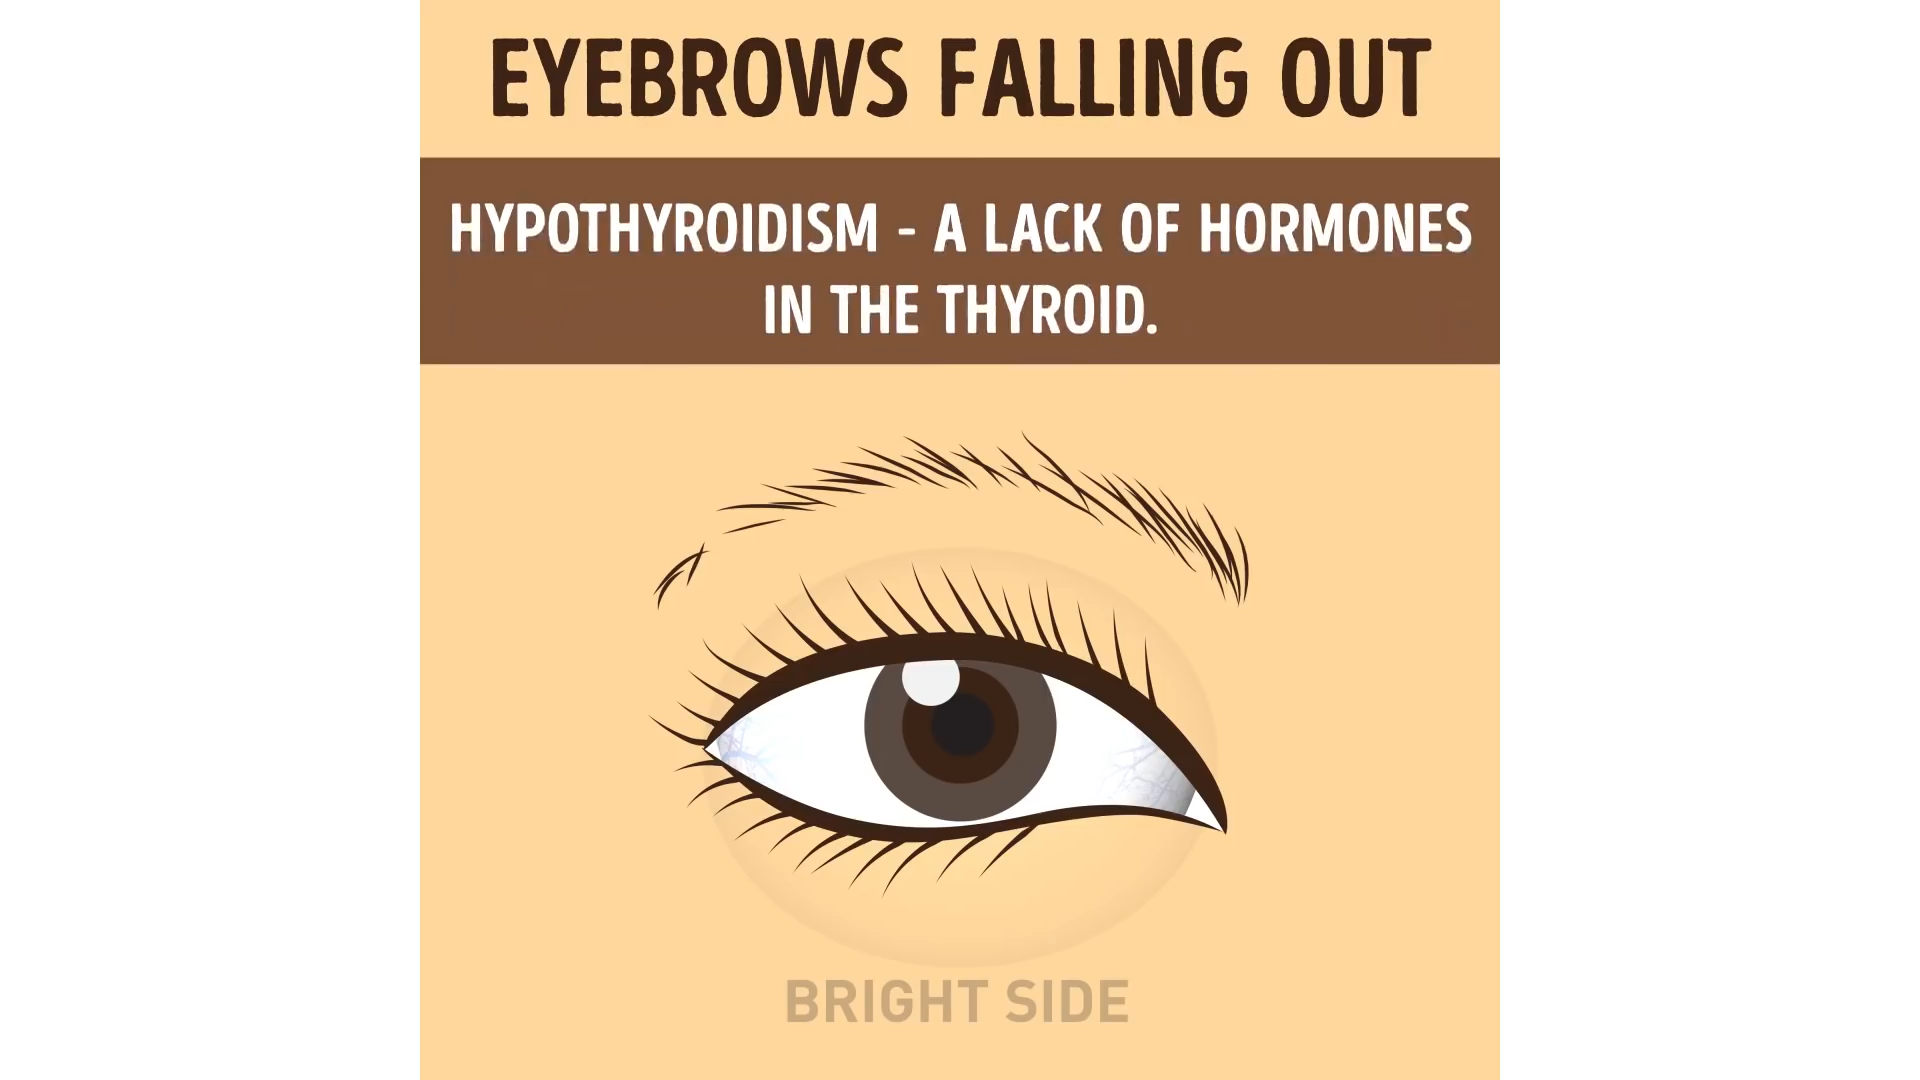 EYEBROWS FALLING OUT
HYPOTHYROIDISM - A LACK OF HORMONES
IN THE THYROID.
BRIGHT SIDE